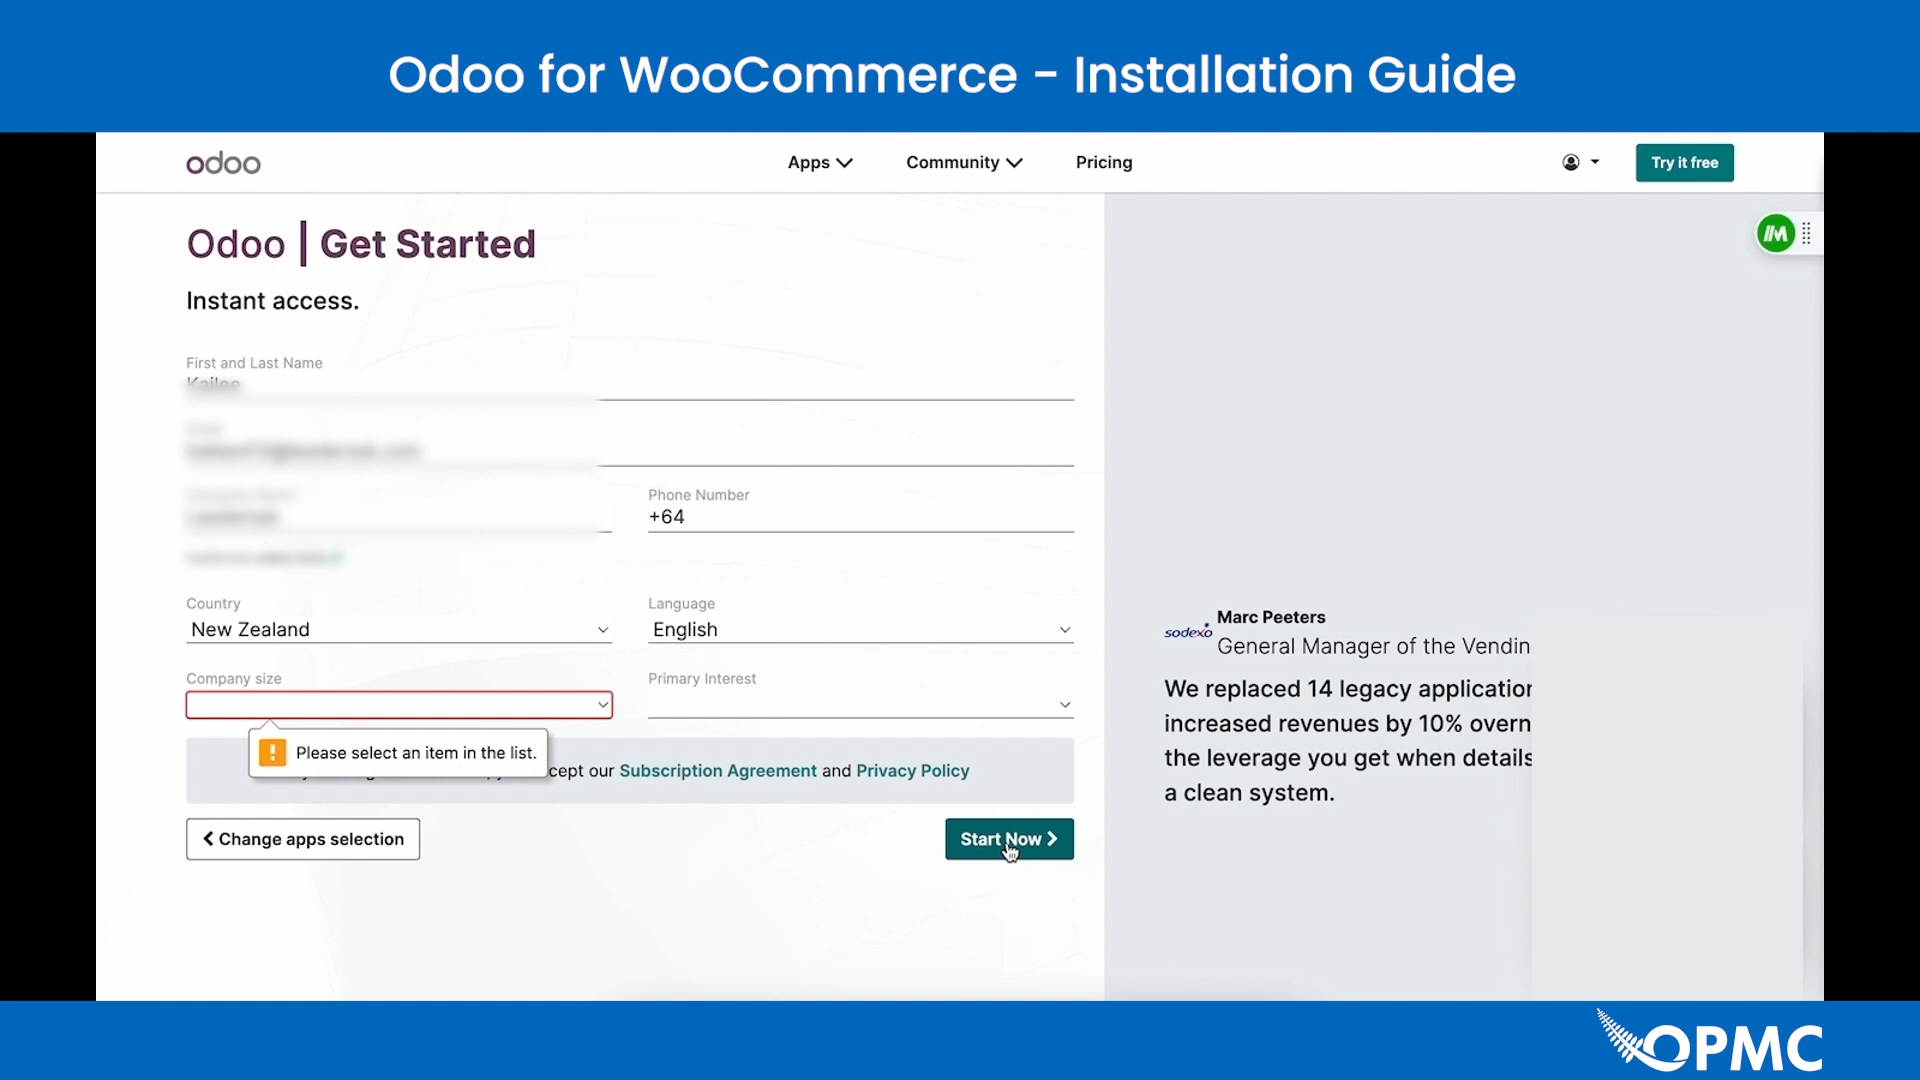 Odoo for WooCommerce - Installation Guide
odoo
Apps
Community
Pricing
Try it free
Odoo | Get Started
Instant access.
First and Last Name
Kailee
Phone Number
+64
Country
New Zealand
Language
English
Company size
Primary Interest
Please select an item in the list.
cept our Subscription Agreement and Privacy Policy
Change apps selection
Start Now
sodexo
Marc Peeters
General Manager of the Vendin
We replaced 14 legacy application
increased revenues by 10% overn
the leverage you get when details
a clean system.
OPMC